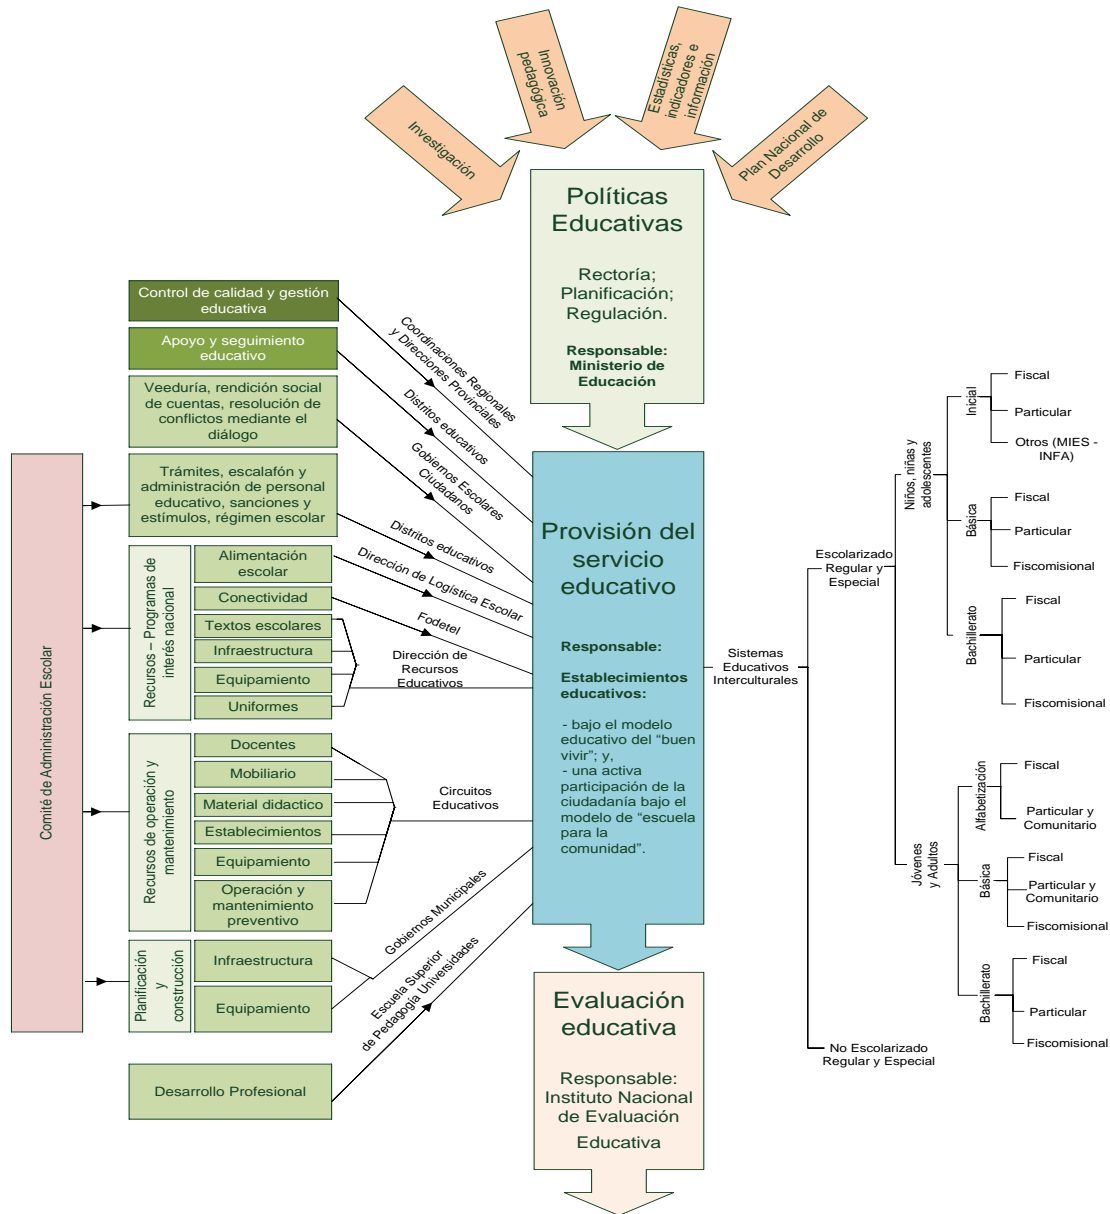 Investigación
Innovación
pedagógica
Estadísticas,
indicadores e
información
Plan Nacional de
Desarrollo
Políticas
Educativas
Rectoría;
Planificación;
Regulación.
Responsable:
Ministerio de
Educación
Control de calidad y gestión
educativa
Apoyo y seguimiento
educativo
Veeduría, rendición social
de cuentas, resolución de
conflictos mediante el
diálogo
Trámites, escalafón y
administración de personal
educativo, sanciones y
estímulos, régimen escolar
Comité de Administración Escolar
Recursos – Programas de
interés nacional
Alimentación
escolar
Conectividad
Textos escolares
Infraestructura
Equipamiento
Uniformes
Recursos de operación y
mantenimiento
Docentes
Mobiliario
Material didactico
Establecimientos
Equipamiento
Operación y
mantenimiento
preventivo
Planificación
y
construcción
Infraestructura
Equipamiento
Desarrollo Profesional
Coordinaciones Regionales
y Direcciones Provinciales
Distritos educativos
Gobiernos Escolares
Ciudadanos
Distritos educativos
Dirección de Logística Escolar
Fodetel
Dirección de
Recursos
Educativos
Circuitos
Educativos
Gobiernos Municipales
Escuela Superior
de Pedagogía Universidades
Provisión del
servicio
educativo
Responsable:
Establecimientos
educativos:
- bajo el modelo
educativo del “buen
vivir”; y,
- una activa
participación de la
ciudadanía bajo el
modelo de “escuela
para la
comunidad”.
Evaluación
educativa
Responsable:
Instituto Nacional
de Evaluación
Educativa
Sistemas
Educativos
Interculturales
Escolarizado
Regular y
Especial
Niños, niñas y
adolescentes
Inicial
Fiscal
Particular
Otros (MIES -
INFA)
Básica
Fiscal
Particular
Fiscomisional
Bachillerato
Fiscal
Particular
Fiscomisional
Jóvenes
y Adultos
Alfabetización
Fiscal
Particular y
Comunitario
Básica
Fiscal
Particular y
Comunitario
Fiscomisional
Bachillerato
Fiscal
Particular
Fiscomisional
No Escolarizado
Regular y Especial